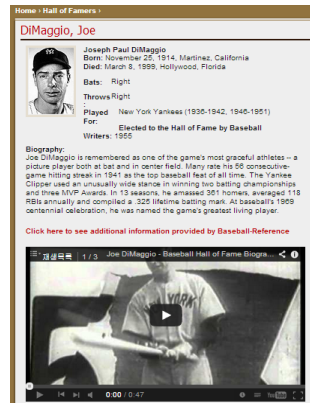 Home › Hall of Famers ›
DiMaggio, Joe
Joseph Paul DiMaggio
Born: November 25, 1914, Martinez, California
Died: March 8, 1999, Hollywood, Florida
Bats: Right
Throws Right
:
Played New York Yankees (1936-1942, 1946-1951)
For:
Elected to the Hall of Fame by Baseball
Writers: 1955
Biography:
Joe DiMaggio is remembered as one of the game's most graceful athletes – a
picture player both at bat and in center field. Many rate his 56 consecutive-
game hitting streak in 1941 as the top baseball feat of all time. The Yankee
Clipper used an unusually wide stance in winning two batting championships
and three MVP Awards. In 13 seasons, he amassed 361 homers, averaged 118
RBIs annually and compiled a .325 lifetime batting mark. At baseball's 1969
centennial celebration, he was named the game's greatest living player.
Click here to see additional information provided by Baseball-Reference
재생목록 1 / 3 Joe DiMaggio - Baseball Hall of Fame Biogra...
YORK
0:00 / 0:47 YouTube